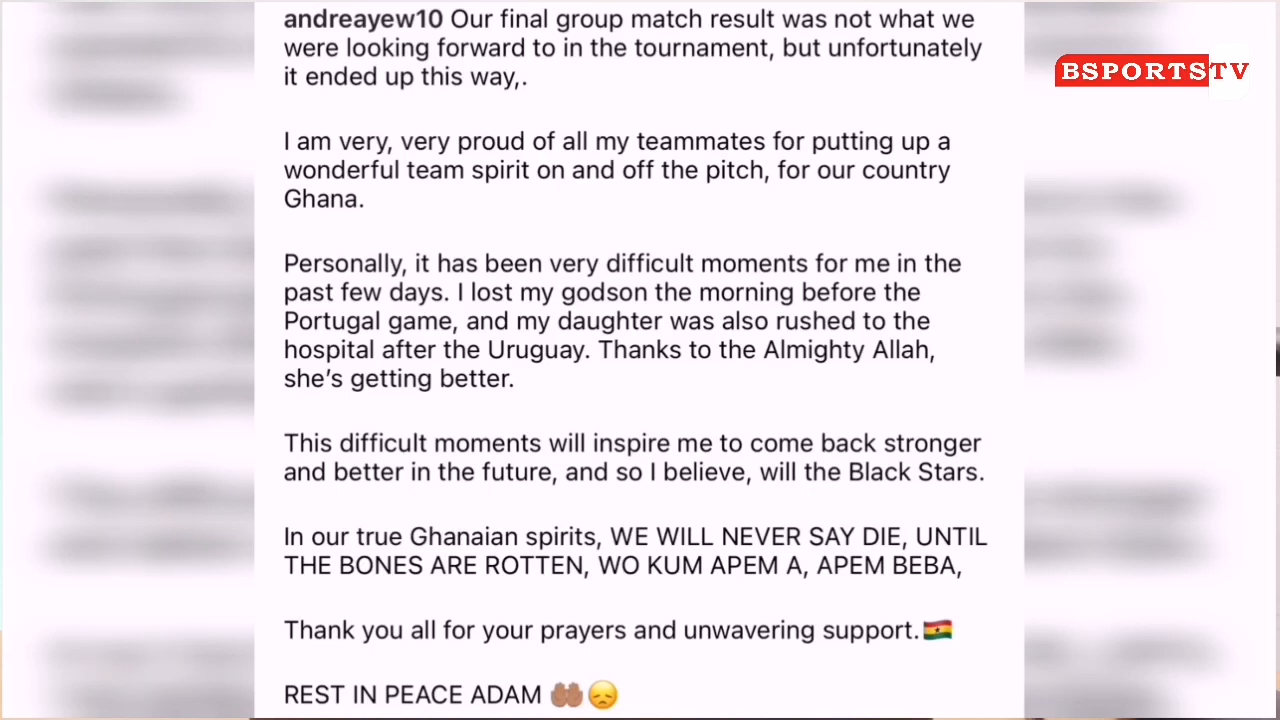 andreayew10 Our final group match result was not what we
were looking forward to in the tournament, but unfortunately
it ended up this way,.
I am very, very proud of all my teammates for putting up a
wonderful team spirit on and off the pitch, for our country
Ghana.
Personally, it has been very difficult moments for me in the
past few days. I lost my godson the morning before the
Portugal game, and my daughter was also rushed to the
hospital after the Uruguay. Thanks to the Almighty Allah,
she’s getting better.
This difficult moments will inspire me to come back stronger
and better in the future, and so I believe, will the Black Stars.
In our true Ghanaian spirits, WE WILL NEVER SAY DIE, UNTIL
THE BONES ARE ROTTEN, WO KUM APEM A, APEM BEBA,
Thank you all for your prayers and unwavering support.🇬🇭
REST IN PEACE ADAM 🤲🏽😞
BSPORTSTV